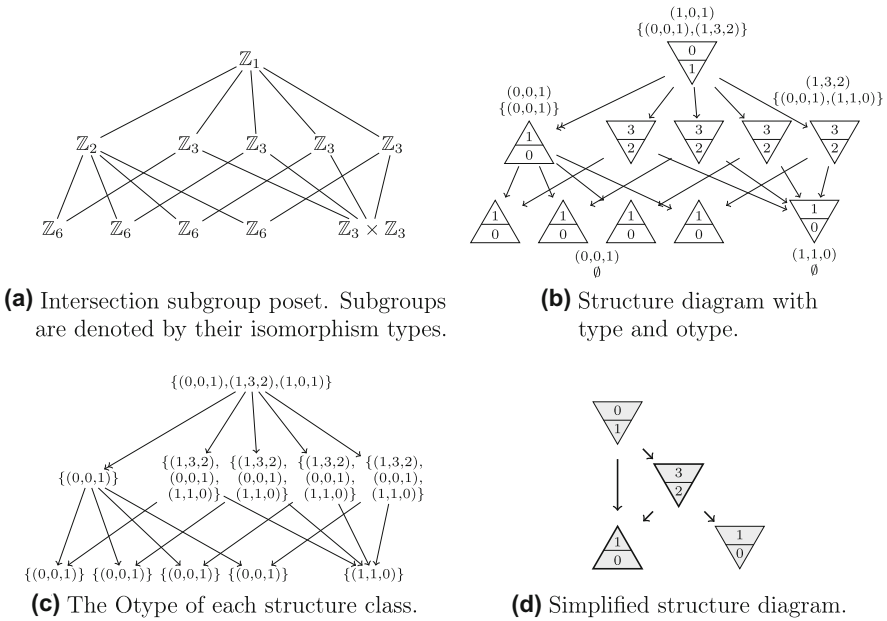 ℤ₁
ℤ₂ ℤ₃ ℤ₃ ℤ₃ ℤ₃
ℤ₆ ℤ₆ ℤ₆ ℤ₆ ℤ₃ × ℤ₃
(a) Intersection subgroup poset. Subgroups
are denoted by their isomorphism types.
(1,0,1)
{(0,0,1),(1,3,2)}
0
1
(0,0,1)
{(0,0,1)}
(1,3,2)
{(0,0,1),(1,1,0)}
1 3 3 3 3
0 2 2 2 2
1 1 1 1 1
0 0 0 0 0
(0,0,1)
∅
(1,1,0)
∅
(b) Structure diagram with
type and otype.
{(0,0,1),(1,3,2),(1,0,1)}
{(0,0,1)}
{(1,3,2), {(1,3,2), {(1,3,2), {(1,3,2),
(0,0,1), (0,0,1), (0,0,1), (0,0,1),
(1,1,0)} (1,1,0)} (1,1,0)} (1,1,0)}
{(0,0,1)} {(0,0,1)} {(0,0,1)} {(0,0,1)} {(1,1,0)}
(c) The Otype of each structure class.
0
1
3
2
1 1
0 0
(d) Simplified structure diagram.